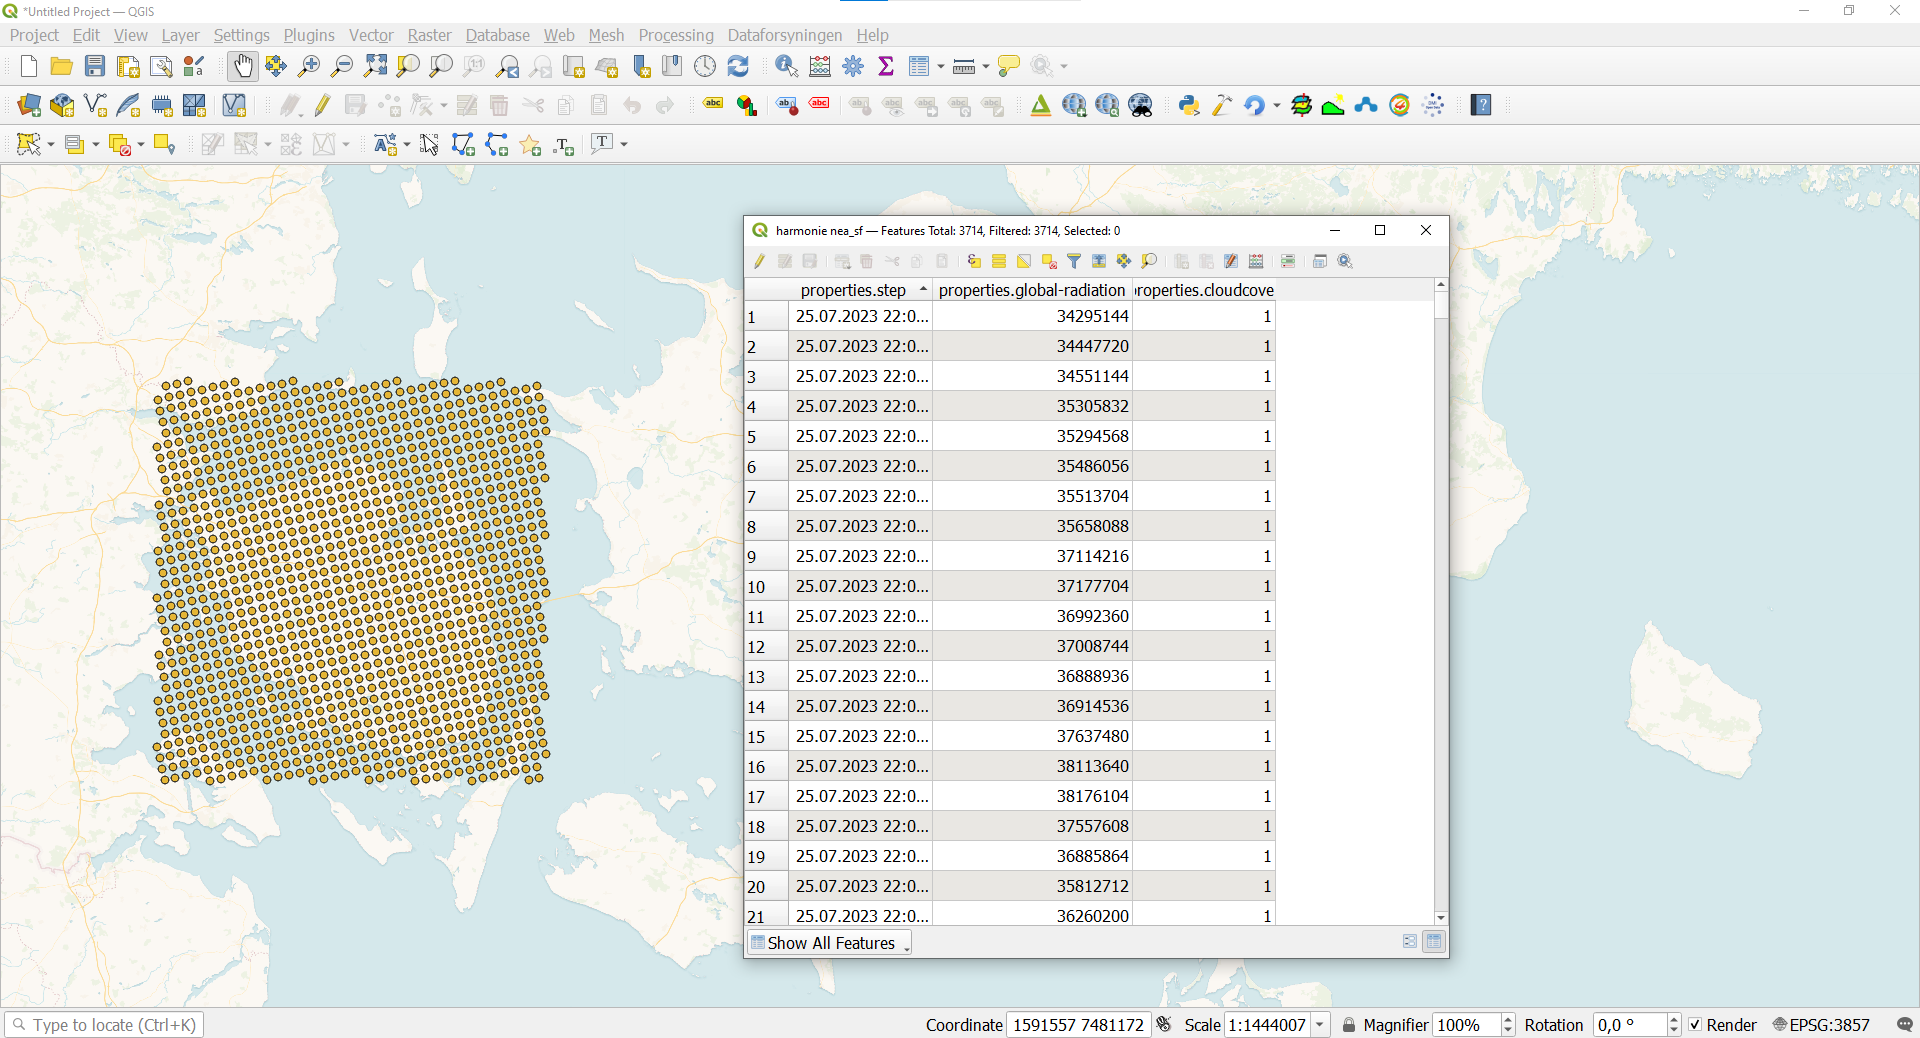 *Untitled Project — QGIS
Project Edit View Layer Settings Plugins Vector Raster Database Web Mesh Processing Dataforsyningen Help
harmonie nea_sf — Features Total: 3714, Filtered: 3714, Selected: 0
properties.step properties.global-radiation properties.cloudcove
1 25.07.2023 22:0... 34295144 1
2 25.07.2023 22:0... 34447720 1
3 25.07.2023 22:0... 34551144 1
4 25.07.2023 22:0... 35305832 1
5 25.07.2023 22:0... 35294568 1
6 25.07.2023 22:0... 35486056 1
7 25.07.2023 22:0... 35513704 1
8 25.07.2023 22:0... 35658088 1
9 25.07.2023 22:0... 37114216 1
10 25.07.2023 22:0... 37177704 1
11 25.07.2023 22:0... 36992360 1
12 25.07.2023 22:0... 37008744 1
13 25.07.2023 22:0... 36888936 1
14 25.07.2023 22:0... 36914536 1
15 25.07.2023 22:0... 37637480 1
16 25.07.2023 22:0... 38113640 1
17 25.07.2023 22:0... 38176104 1
18 25.07.2023 22:0... 37557608 1
19 25.07.2023 22:0... 36885864 1
20 25.07.2023 22:0... 35812712 1
21 25.07.2023 22:0... 36260200 1
Show All Features
Type to locate (Ctrl+K) Coordinate 1591557 7481172 Scale 1:1444007 Magnifier 100% Rotation 0,0 ° Render EPSG:3857